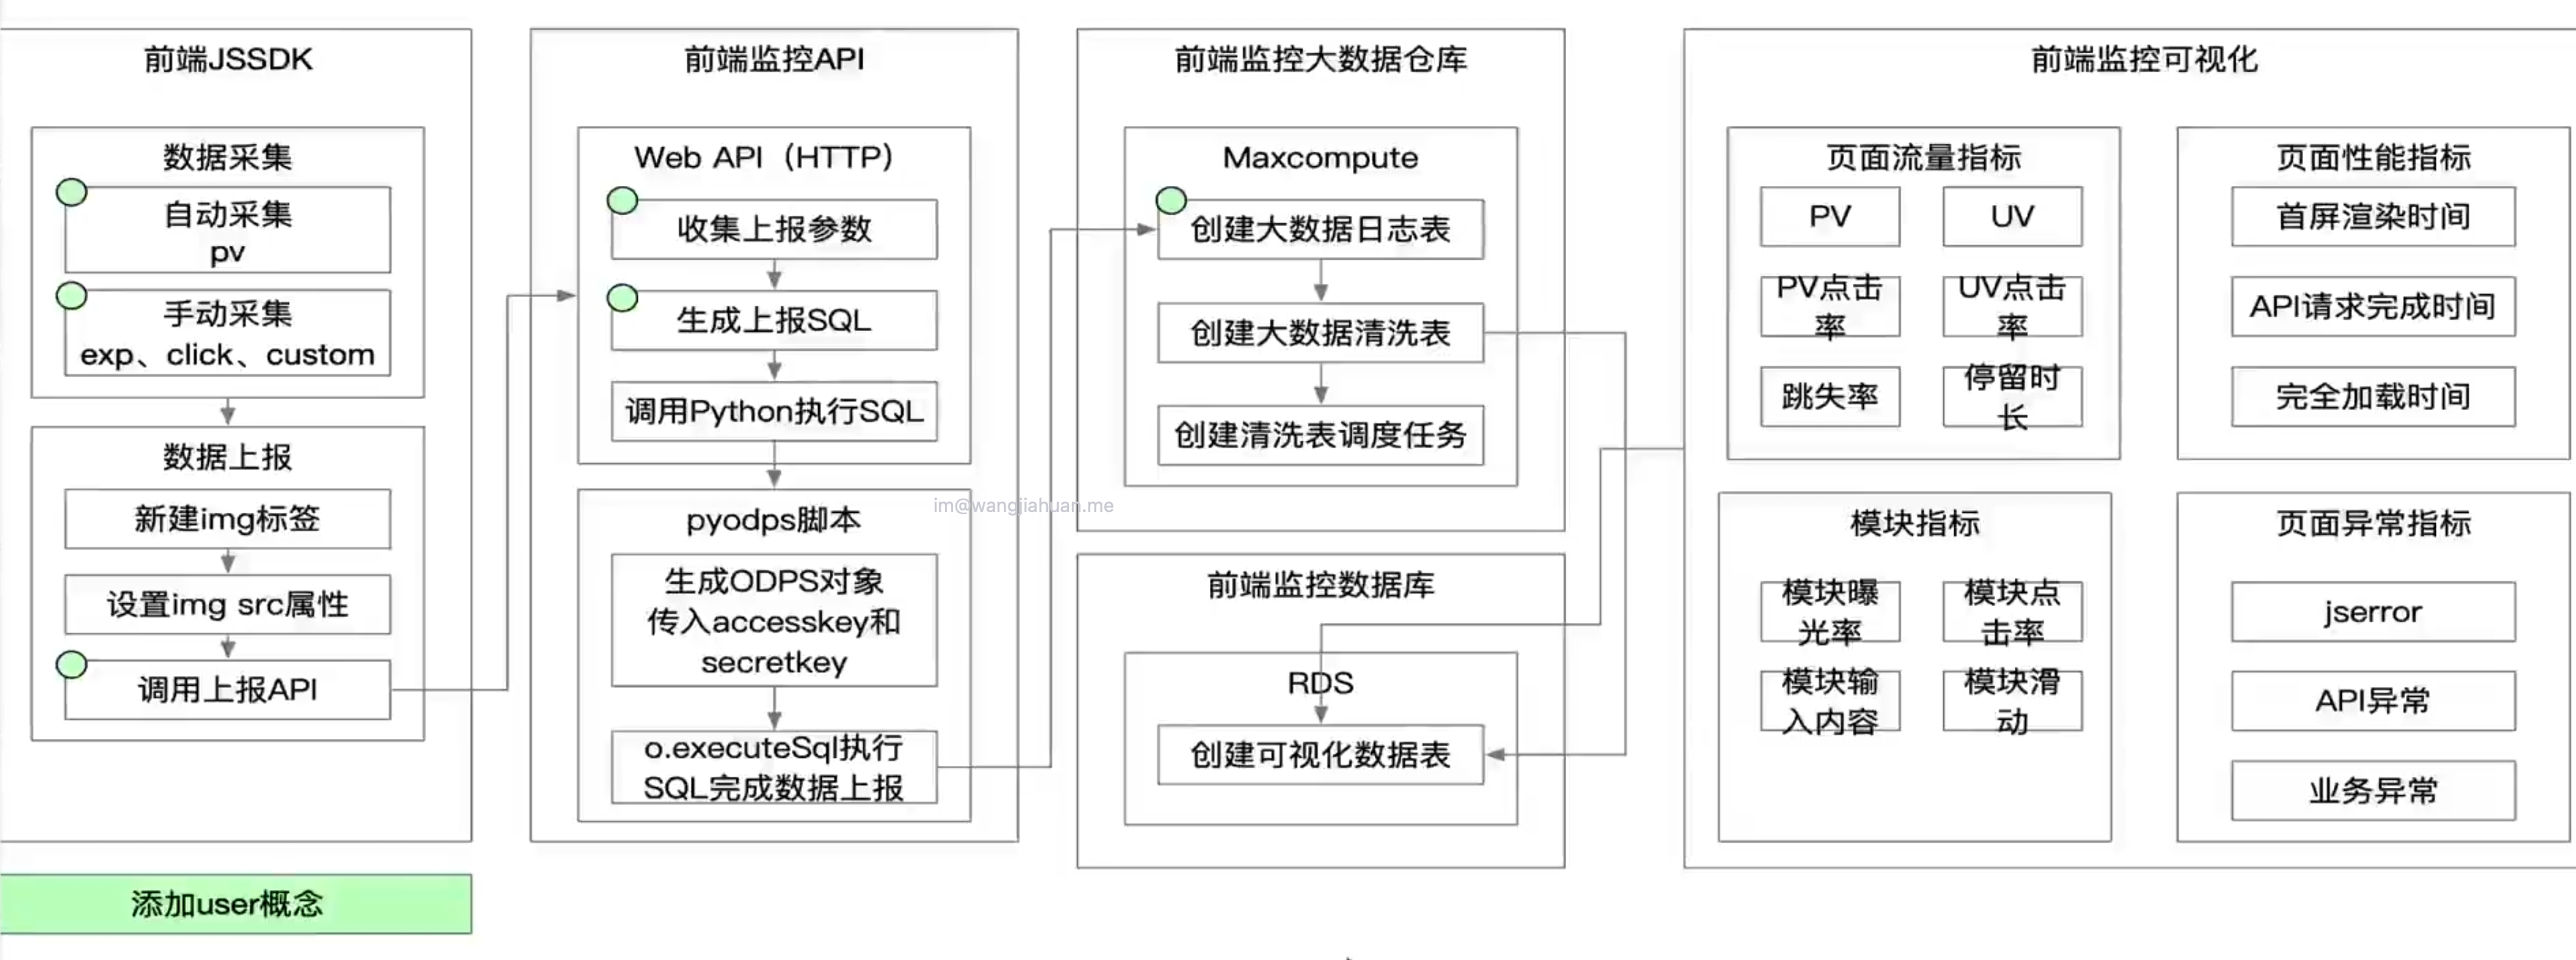 前端JSSDK
数据采集
自动采集
pv
手动采集
exp、click、custom
数据上报
新建img标签
设置img src属性
调用上报API
添加user概念
前端监控API
Web API（HTTP）
收集上报参数
生成上报SQL
调用Python执行SQL
pyodps脚本
生成ODPS对象
传入accesskey和
secretkey
o.executeSql执行
SQL完成数据上报
im@wangjiahuan.me
前端监控大数据仓库
Maxcompute
创建大数据日志表
创建大数据清洗表
创建清洗表调度任务
前端监控数据库
RDS
创建可视化数据表
前端监控可视化
页面流量指标
PV
UV
PV点击
率
UV点击
率
跳失率
停留时
长
页面性能指标
首屏渲染时间
API请求完成时间
完全加载时间
模块指标
模块曝
光率
模块点
击率
模块输
入内容
模块滑
动
页面异常指标
jserror
API异常
业务异常